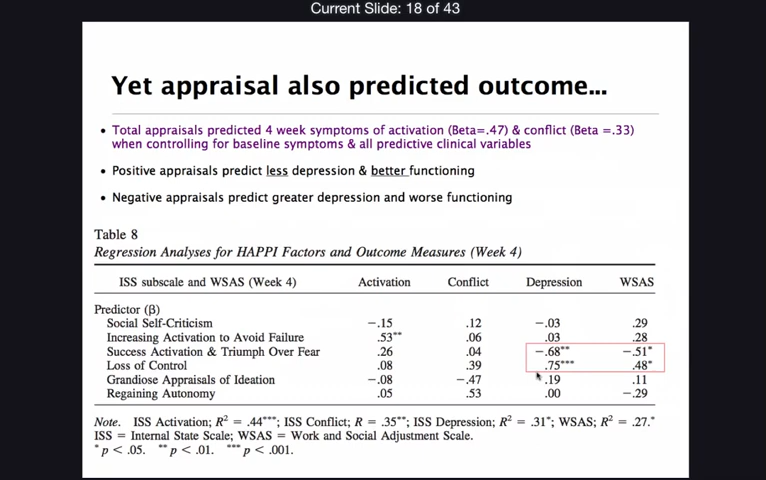 Current Slide: 18 of 43
Yet appraisal also predicted outcome...
• Total appraisals predicted 4 week symptoms of activation (Beta=.47) & conflict (Beta =.33)
when controlling for baseline symptoms & all predictive clinical variables
• Positive appraisals predict less depression & better functioning
• Negative appraisals predict greater depression and worse functioning
Table 8
Regression Analyses for HAPPI Factors and Outcome Measures (Week 4)
ISS subscale and WSAS (Week 4) Activation Conflict Depression WSAS
Predictor (β)
Social Self-Criticism −.15 .12 −.03 .29
Increasing Activation to Avoid Failure .53** .06 .03 .28
Success Activation & Triumph Over Fear .26 .04 −.68** −.51*
Loss of Control .08 .39 .75*** .48*
Grandiose Appraisals of Ideation −.08 −.47 .19 .11
Regaining Autonomy .05 .53 .00 −.29
Note. ISS Activation; R² = .44***; ISS Conflict; R = .35**; ISS Depression; R² = .31*; WSAS; R² = .27.*
ISS = Internal State Scale; WSAS = Work and Social Adjustment Scale.
*p < .05. **p < .01. ***p < .001.